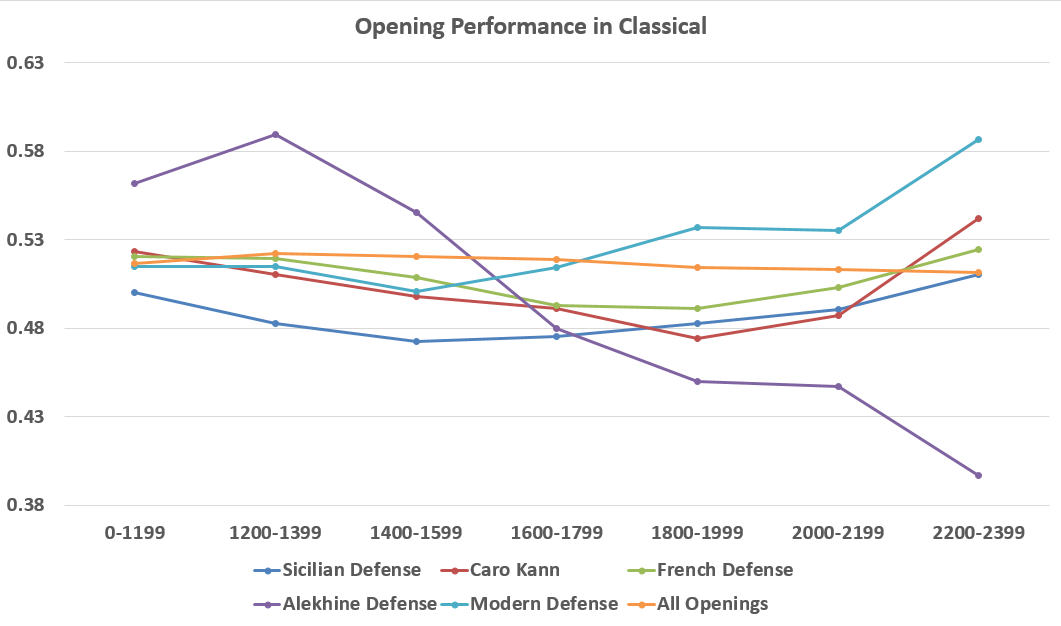 Opening Performance in Classical
0.63
0.58
0.53
0.48
0.43
0.38
0-1199 1200-1399 1400-1599 1600-1799 1800-1999 2000-2199 2200-2399
Sicilian Defense Caro Kann French Defense
Alekhine Defense Modern Defense All Openings